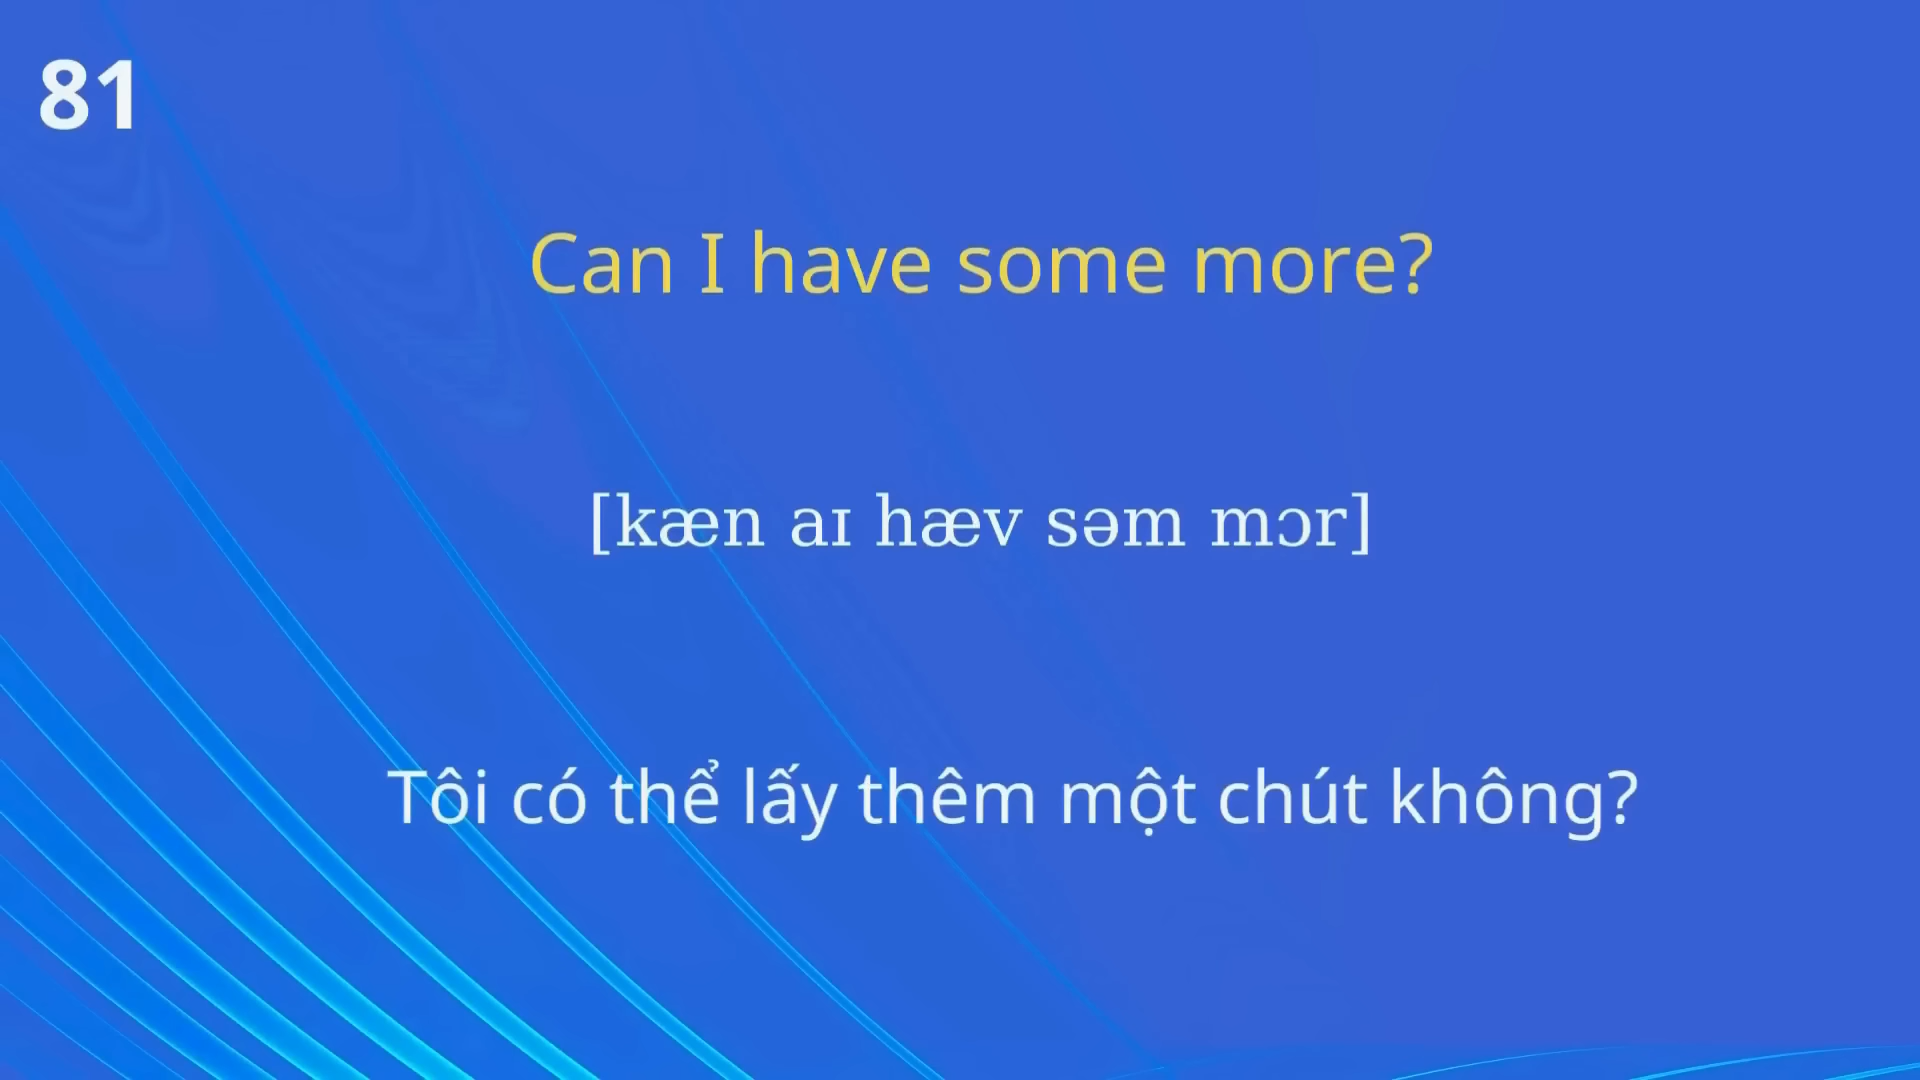 81
Can I have some more?
[kæn aɪ hæv səm mɔr]
Tôi có thể lấy thêm một chút không?